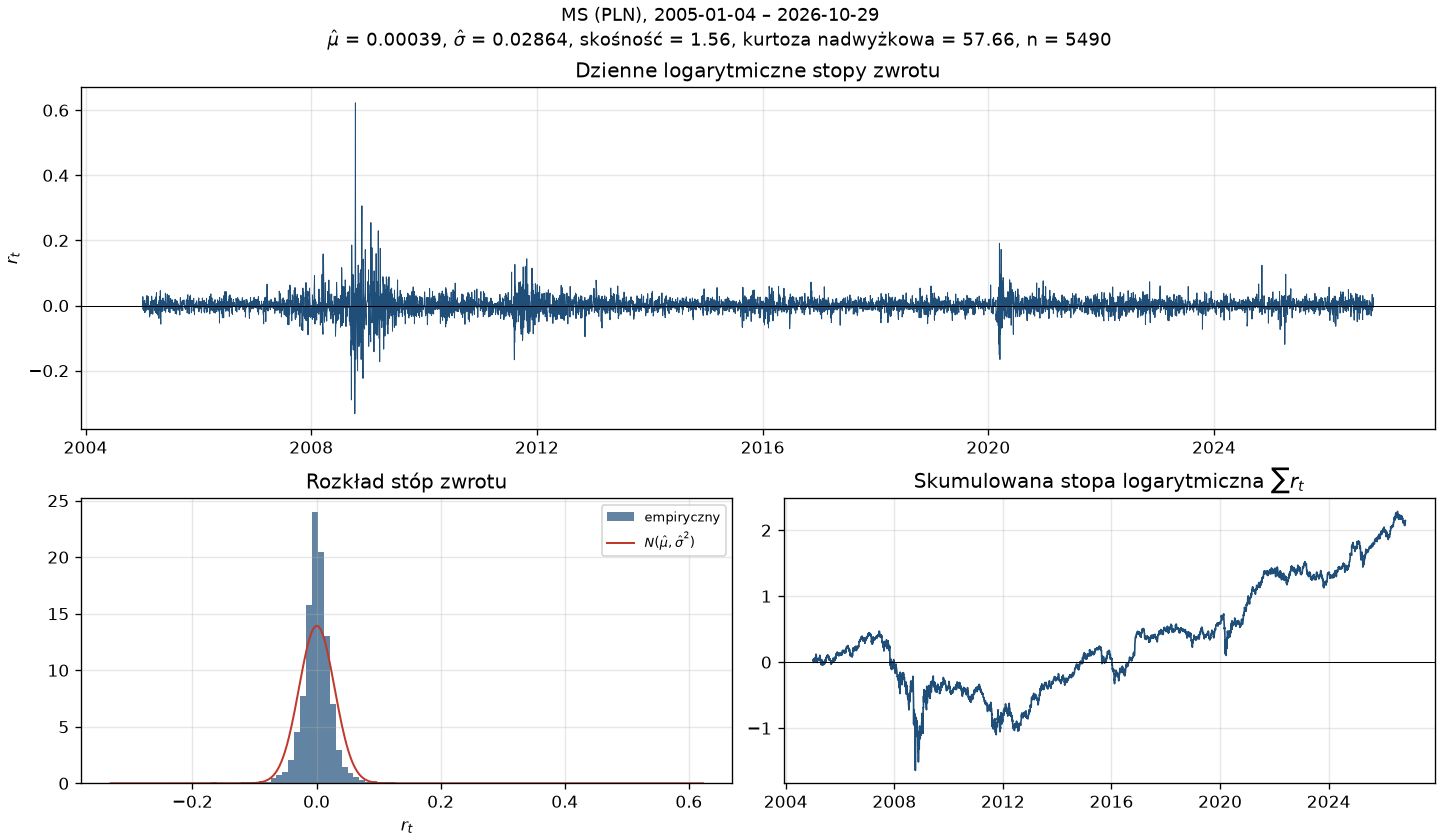 MS (PLN), 2005-01-04 – 2026-10-29
μ̂ = 0.00039, σ̂ = 0.02864, skośność = 1.56, kurtoza nadwyżkowa = 57.66, n = 5490
Dzienne logarytmiczne stopy zwrotu
0.6
0.4
0.2
0.0
−0.2
r_t
2004 2008 2012 2016 2020 2024
Rozkład stóp zwrotu
25
20
15
10
5
0
empiryczny
N(μ̂, σ̂²)
−0.2 0.0 0.2 0.4 0.6
r_t
Skumulowana stopa logarytmiczna ∑r_t
2
1
0
−1
2004 2008 2012 2016 2020 2024